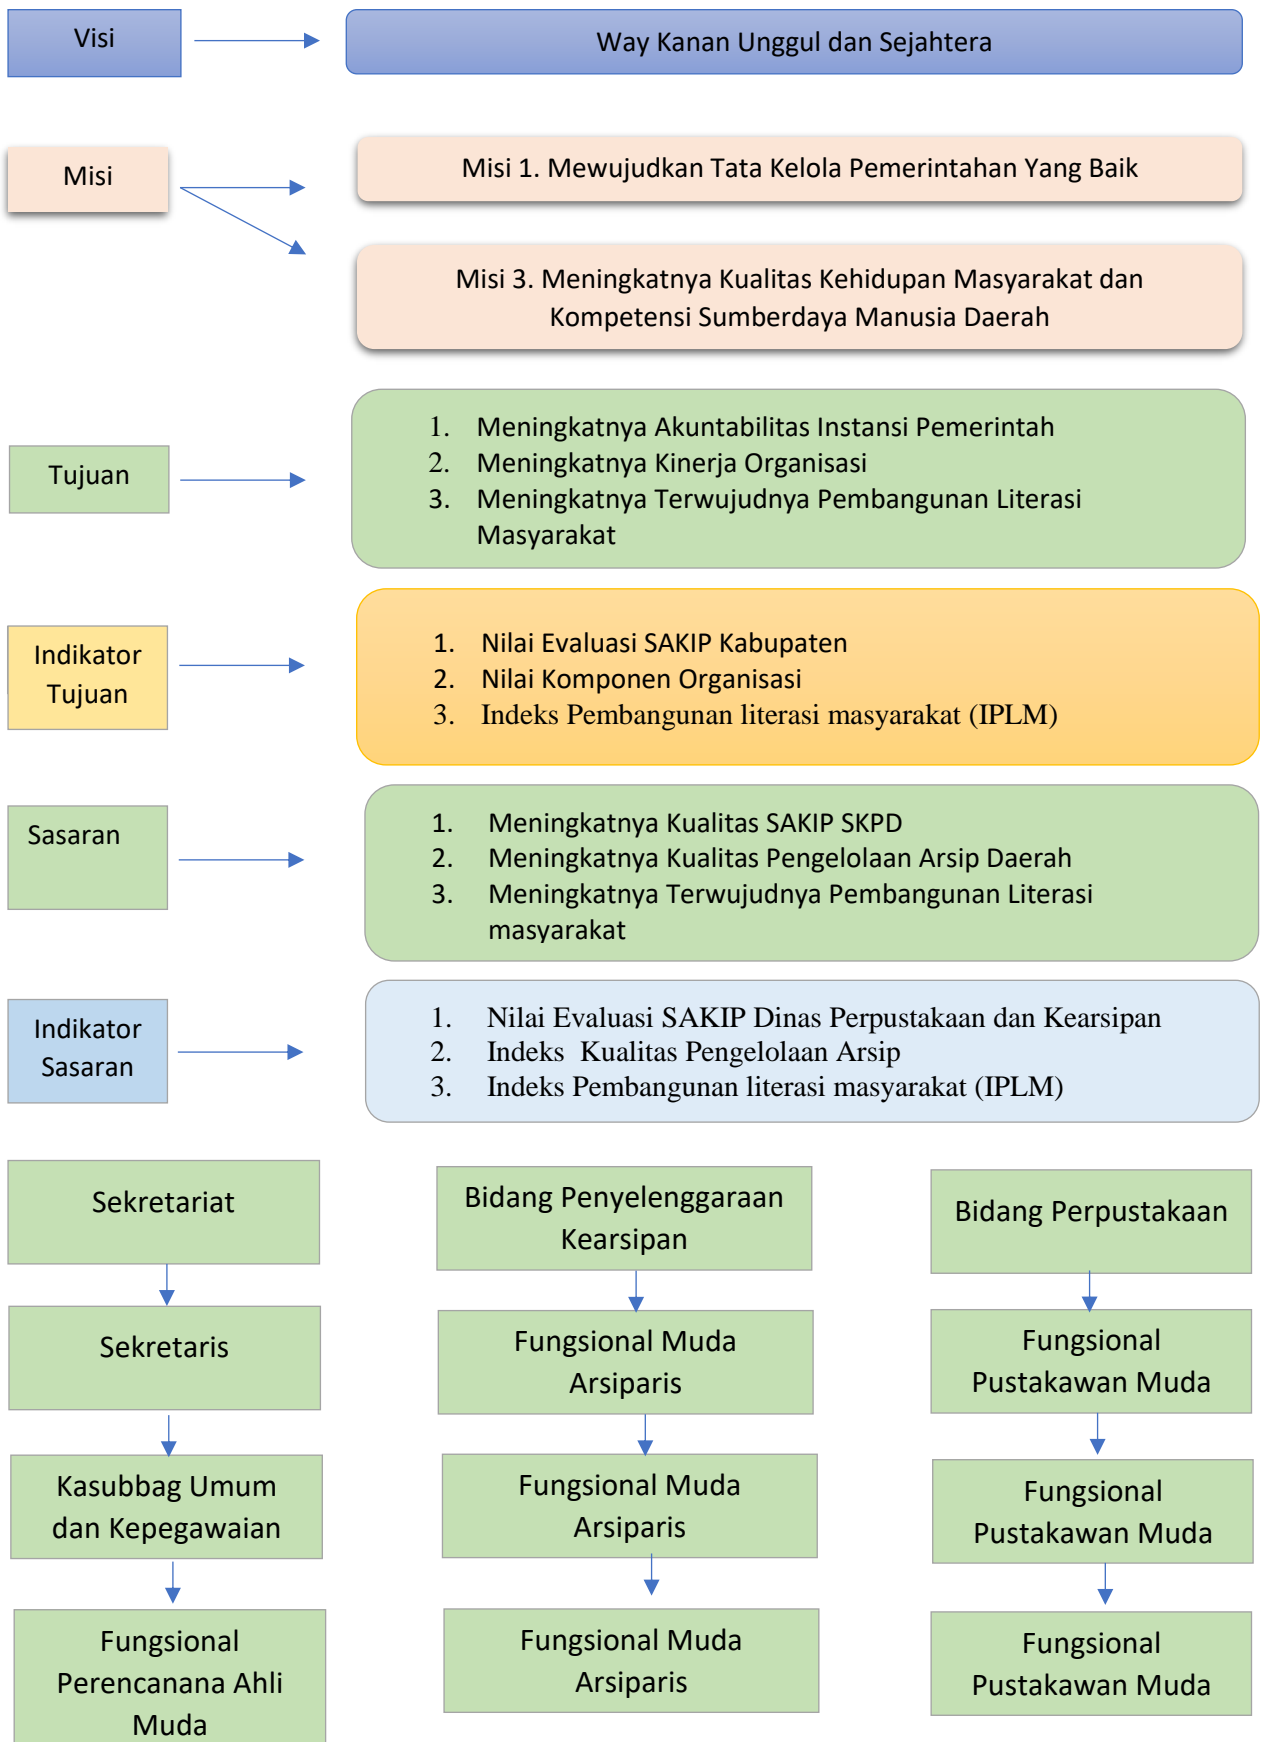 Visi
Way Kanan Unggul dan Sejahtera
Misi
Misi 1. Mewujudkan Tata Kelola Pemerintahan Yang Baik
Misi 3. Meningkatnya Kualitas Kehidupan Masyarakat dan
Kompetensi Sumberdaya Manusia Daerah
Tujuan
1. Meningkatnya Akuntabilitas Instansi Pemerintah
2. Meningkatnya Kinerja Organisasi
3. Meningkatnya Terwujudnya Pembangunan Literasi
Masyarakat
Indikator
Tujuan
1. Nilai Evaluasi SAKIP Kabupaten
2. Nilai Komponen Organisasi
3. Indeks Pembangunan literasi masyarakat (IPLM)
Sasaran
1. Meningkatnya Kualitas SAKIP SKPD
2. Meningkatnya Kualitas Pengelolaan Arsip Daerah
3. Meningkatnya Terwujudnya Pembangunan Literasi
masyarakat
Indikator
Sasaran
1. Nilai Evaluasi SAKIP Dinas Perpustakaan dan Kearsipan
2. Indeks Kualitas Pengelolaan Arsip
3. Indeks Pembangunan literasi masyarakat (IPLM)
Sekretariat
Sekretaris
Kasubbag Umum
dan Kepegawaian
Fungsional
Perencanana Ahli
Muda
Bidang Penyelenggaraan
Kearsipan
Fungsional Muda
Arsiparis
Fungsional Muda
Arsiparis
Fungsional Muda
Arsiparis
Bidang Perpustakaan
Fungsional
Pustakawan Muda
Fungsional
Pustakawan Muda
Fungsional
Pustakawan Muda